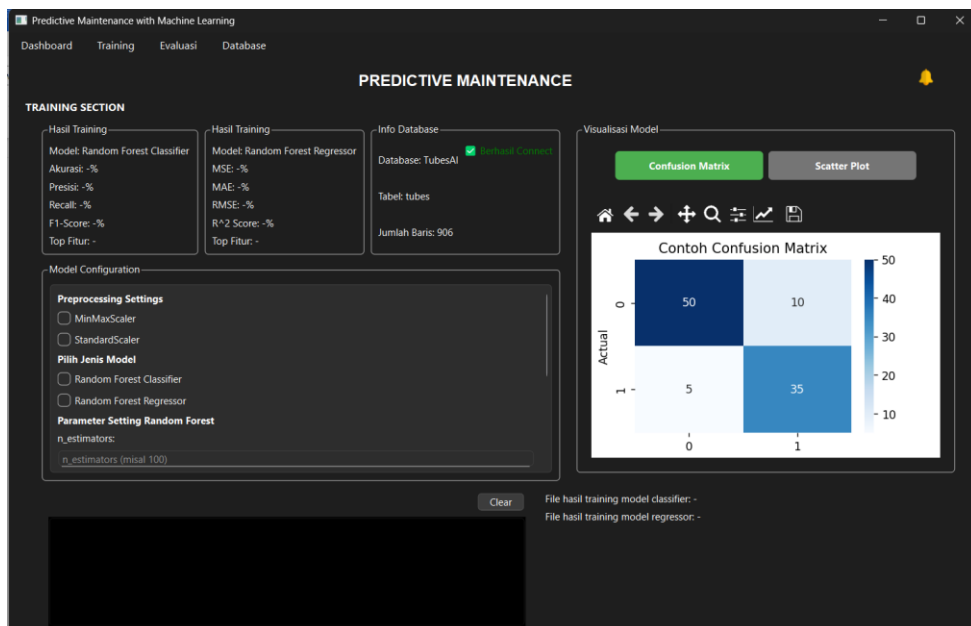 Predictive Maintenance with Machine Learning
Dashboard Training Evaluasi Database
PREDICTIVE MAINTENANCE
TRAINING SECTION
Hasil Training
Model: Random Forest Classifier
Akurasi: -%
Presisi: -%
Recall: -%
F1-Score: -%
Top Fitur: -
Hasil Training
Model: Random Forest Regressor
MSE: -%
MAE: -%
RMSE: -%
R^2 Score: -%
Top Fitur: -
Info Database
Database: TubesAI
Berhasil Connect
Tabel: tubes
Jumlah Baris: 906
Model Configuration
Preprocessing Settings
MinMaxScaler
StandardScaler
Pilih Jenis Model
Random Forest Classifier
Random Forest Regressor
Parameter Setting Random Forest
n_estimators:
n_estimators (misal 100)
Visualisasi Model
Confusion Matrix Scatter Plot
Contoh Confusion Matrix
Actual
0 50 10
1 5 35
0 1
50
40
30
20
10
Clear
File hasil training model classifier: -
File hasil training model regressor: -